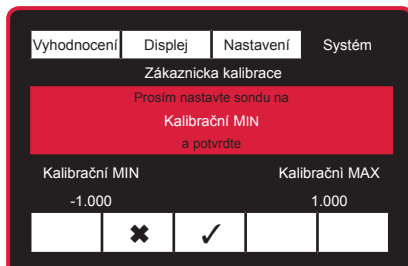 Vyhodnocení Displej Nastavení Systém
Zákaznicka kalibrace
Prosím nastavte sondu na
Kalibrační MIN
a potvrdte
Kalibrační MIN Kalibračnì MAX
-1.000 1.000